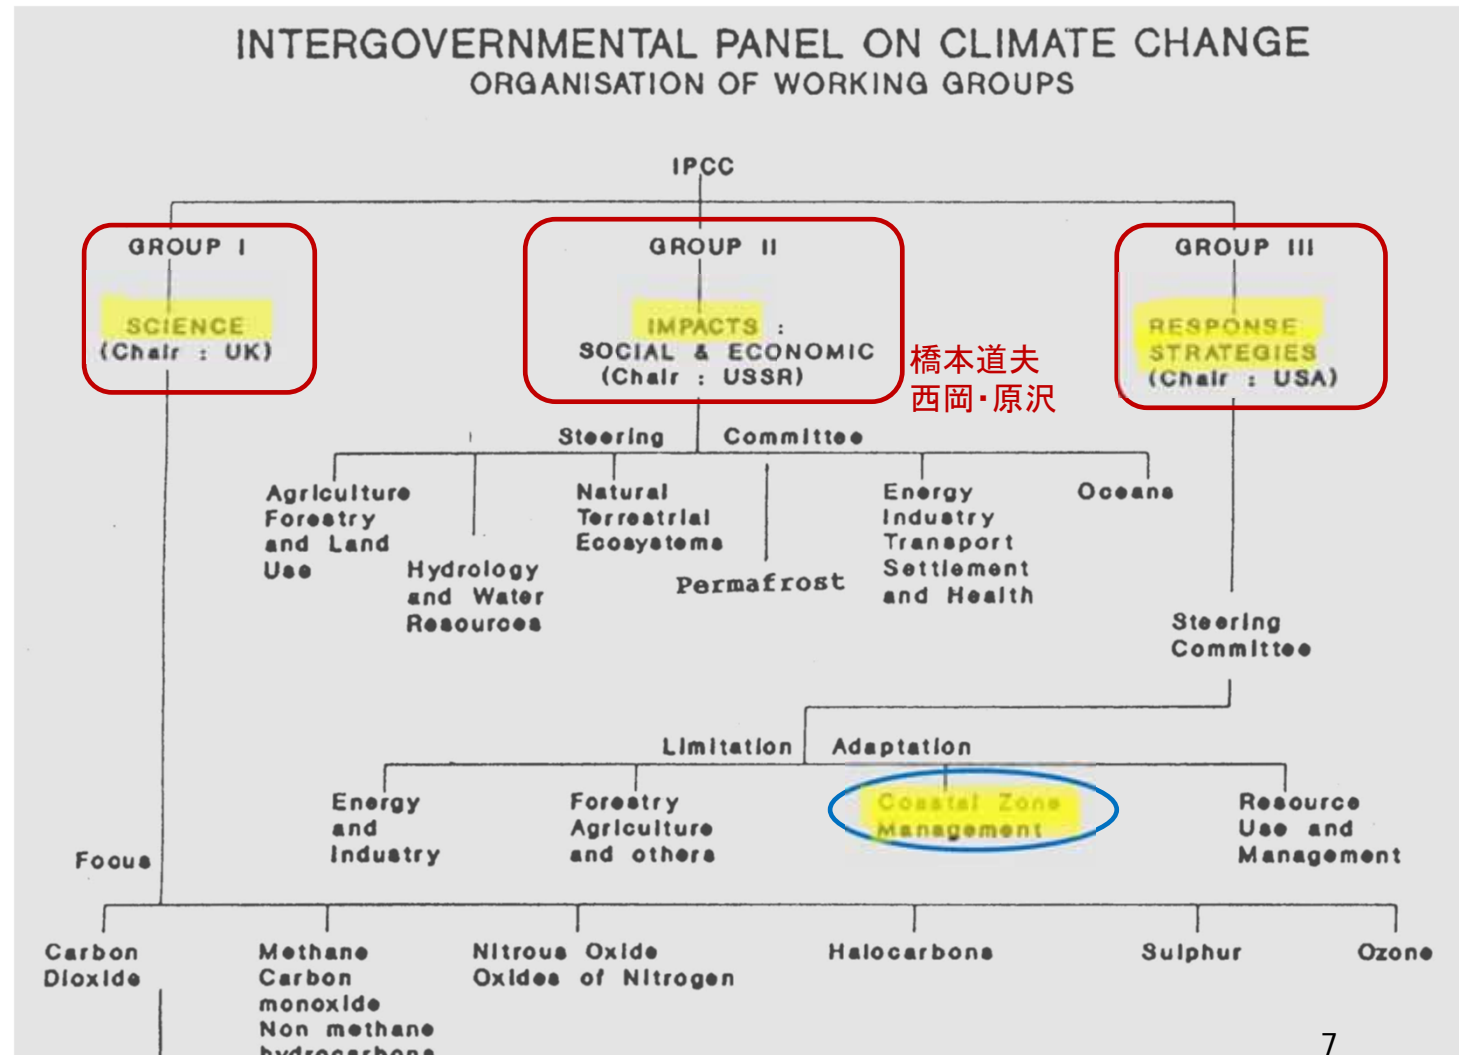 INTERGOVERNMENTAL PANEL ON CLIMATE CHANGE
ORGANISATION OF WORKING GROUPS
IPCC
GROUP I
SCIENCE
(Chair : UK)
GROUP II
IMPACTS :
SOCIAL & ECONOMIC
(Chair : USSR)
橋本道夫
西岡・原沢
GROUP III
RESPONSE
STRATEGIES
(Chair : USA)
Steering Committee
Agriculture
Forestry
and Land
Use
Hydrology
and Water
Resources
Natural
Terrestrial
Ecosystems
Permafrost
Energy
Industry
Transport
Settlement
and Health
Oceans
Steering
Committee
Limitation Adaptation
Energy
and
Industry
Forestry
Agriculture
and others
Coastal Zone
Management
Resource
Use and
Management
Focus
Carbon
Dioxide
Methane
Carbon
monoxide
Non methane
hydrocarbons
Nitrous Oxide
Oxides of Nitrogen
Halocarbons
Sulphur
Ozone
7